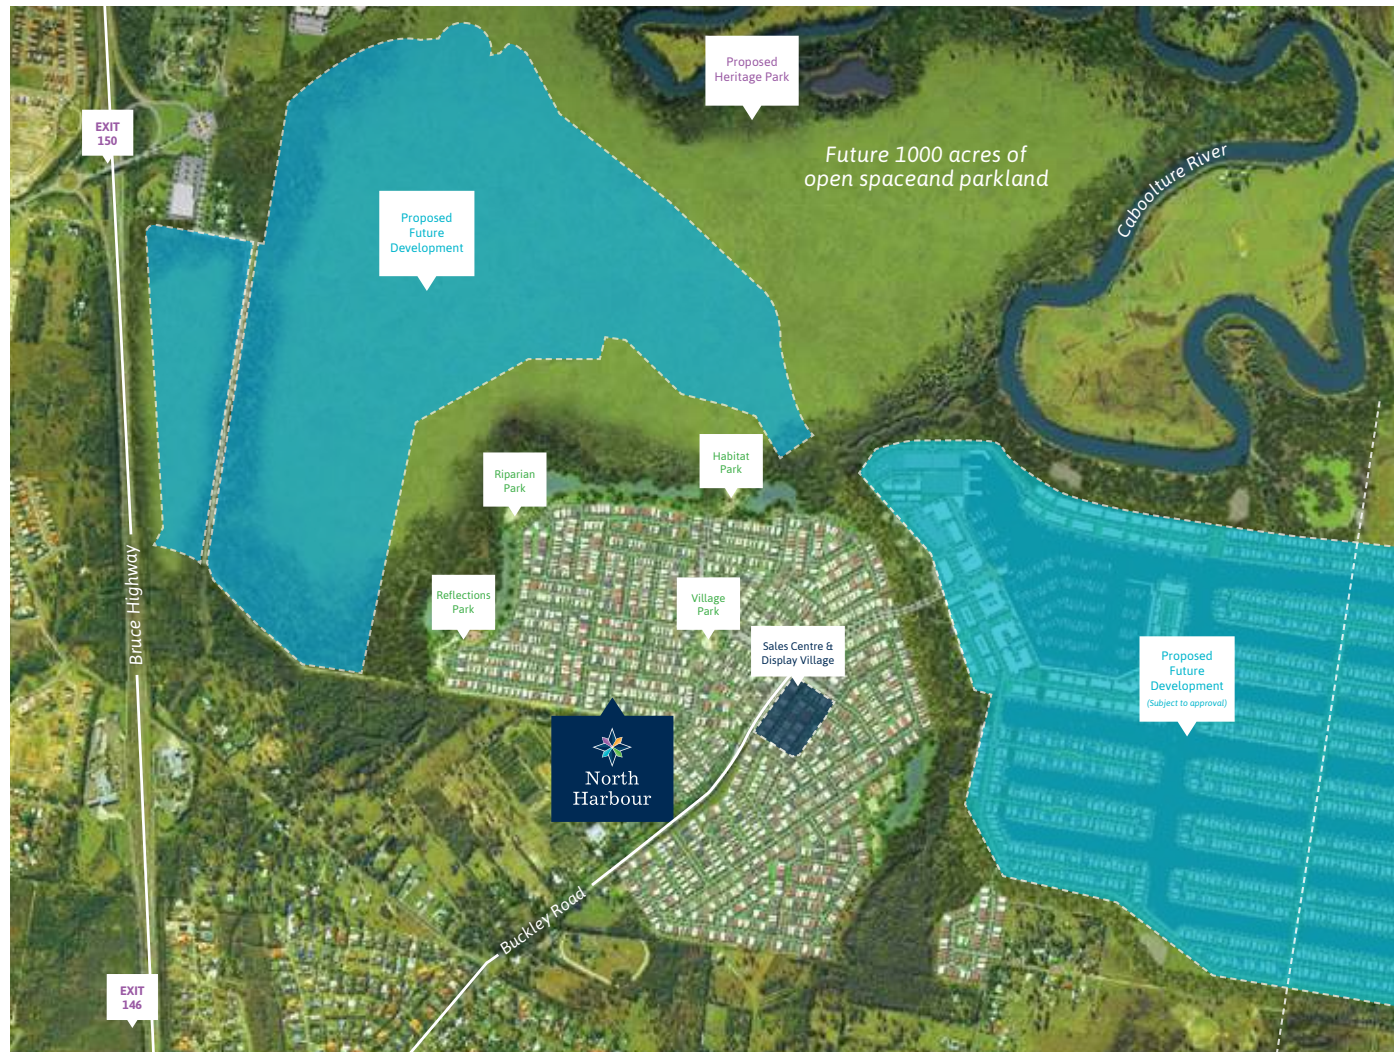 Proposed
Heritage Park
EXIT
150
Future 1000 acres of
open spaceand parkland
Caboolture River
Proposed
Future
Development
Habitat
Park
Riparian
Park
Bruce Highway
Reflections
Park
Village
Park
Sales Centre &
Display Village
Proposed
Future
Development
(Subject to approval)
North
Harbour
Buckley Road
EXIT
146